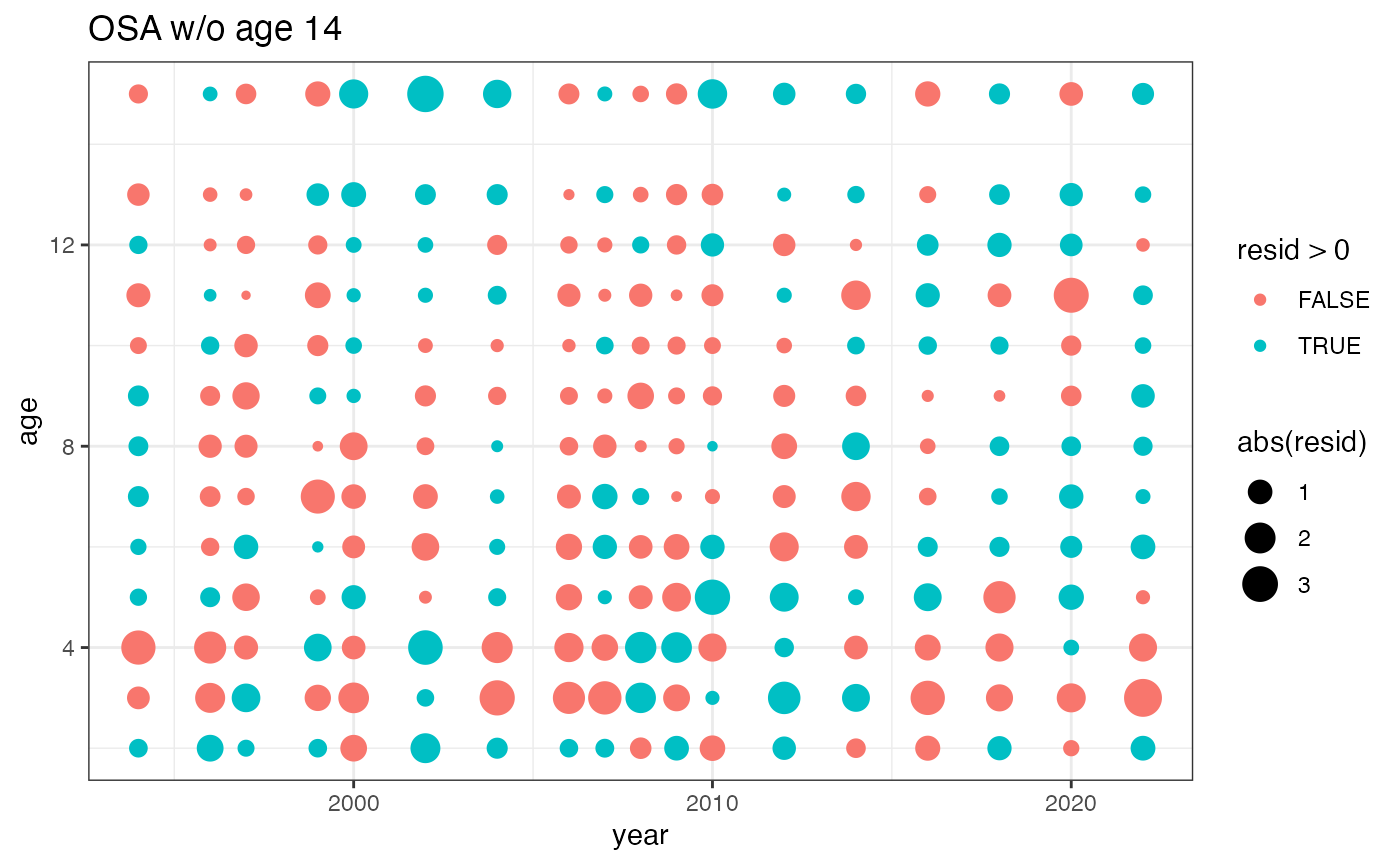 OSA w/o age 14
12
8
4
age
2000
2010
2020
year
resid > 0
FALSE
TRUE
abs(resid)
1
2
3